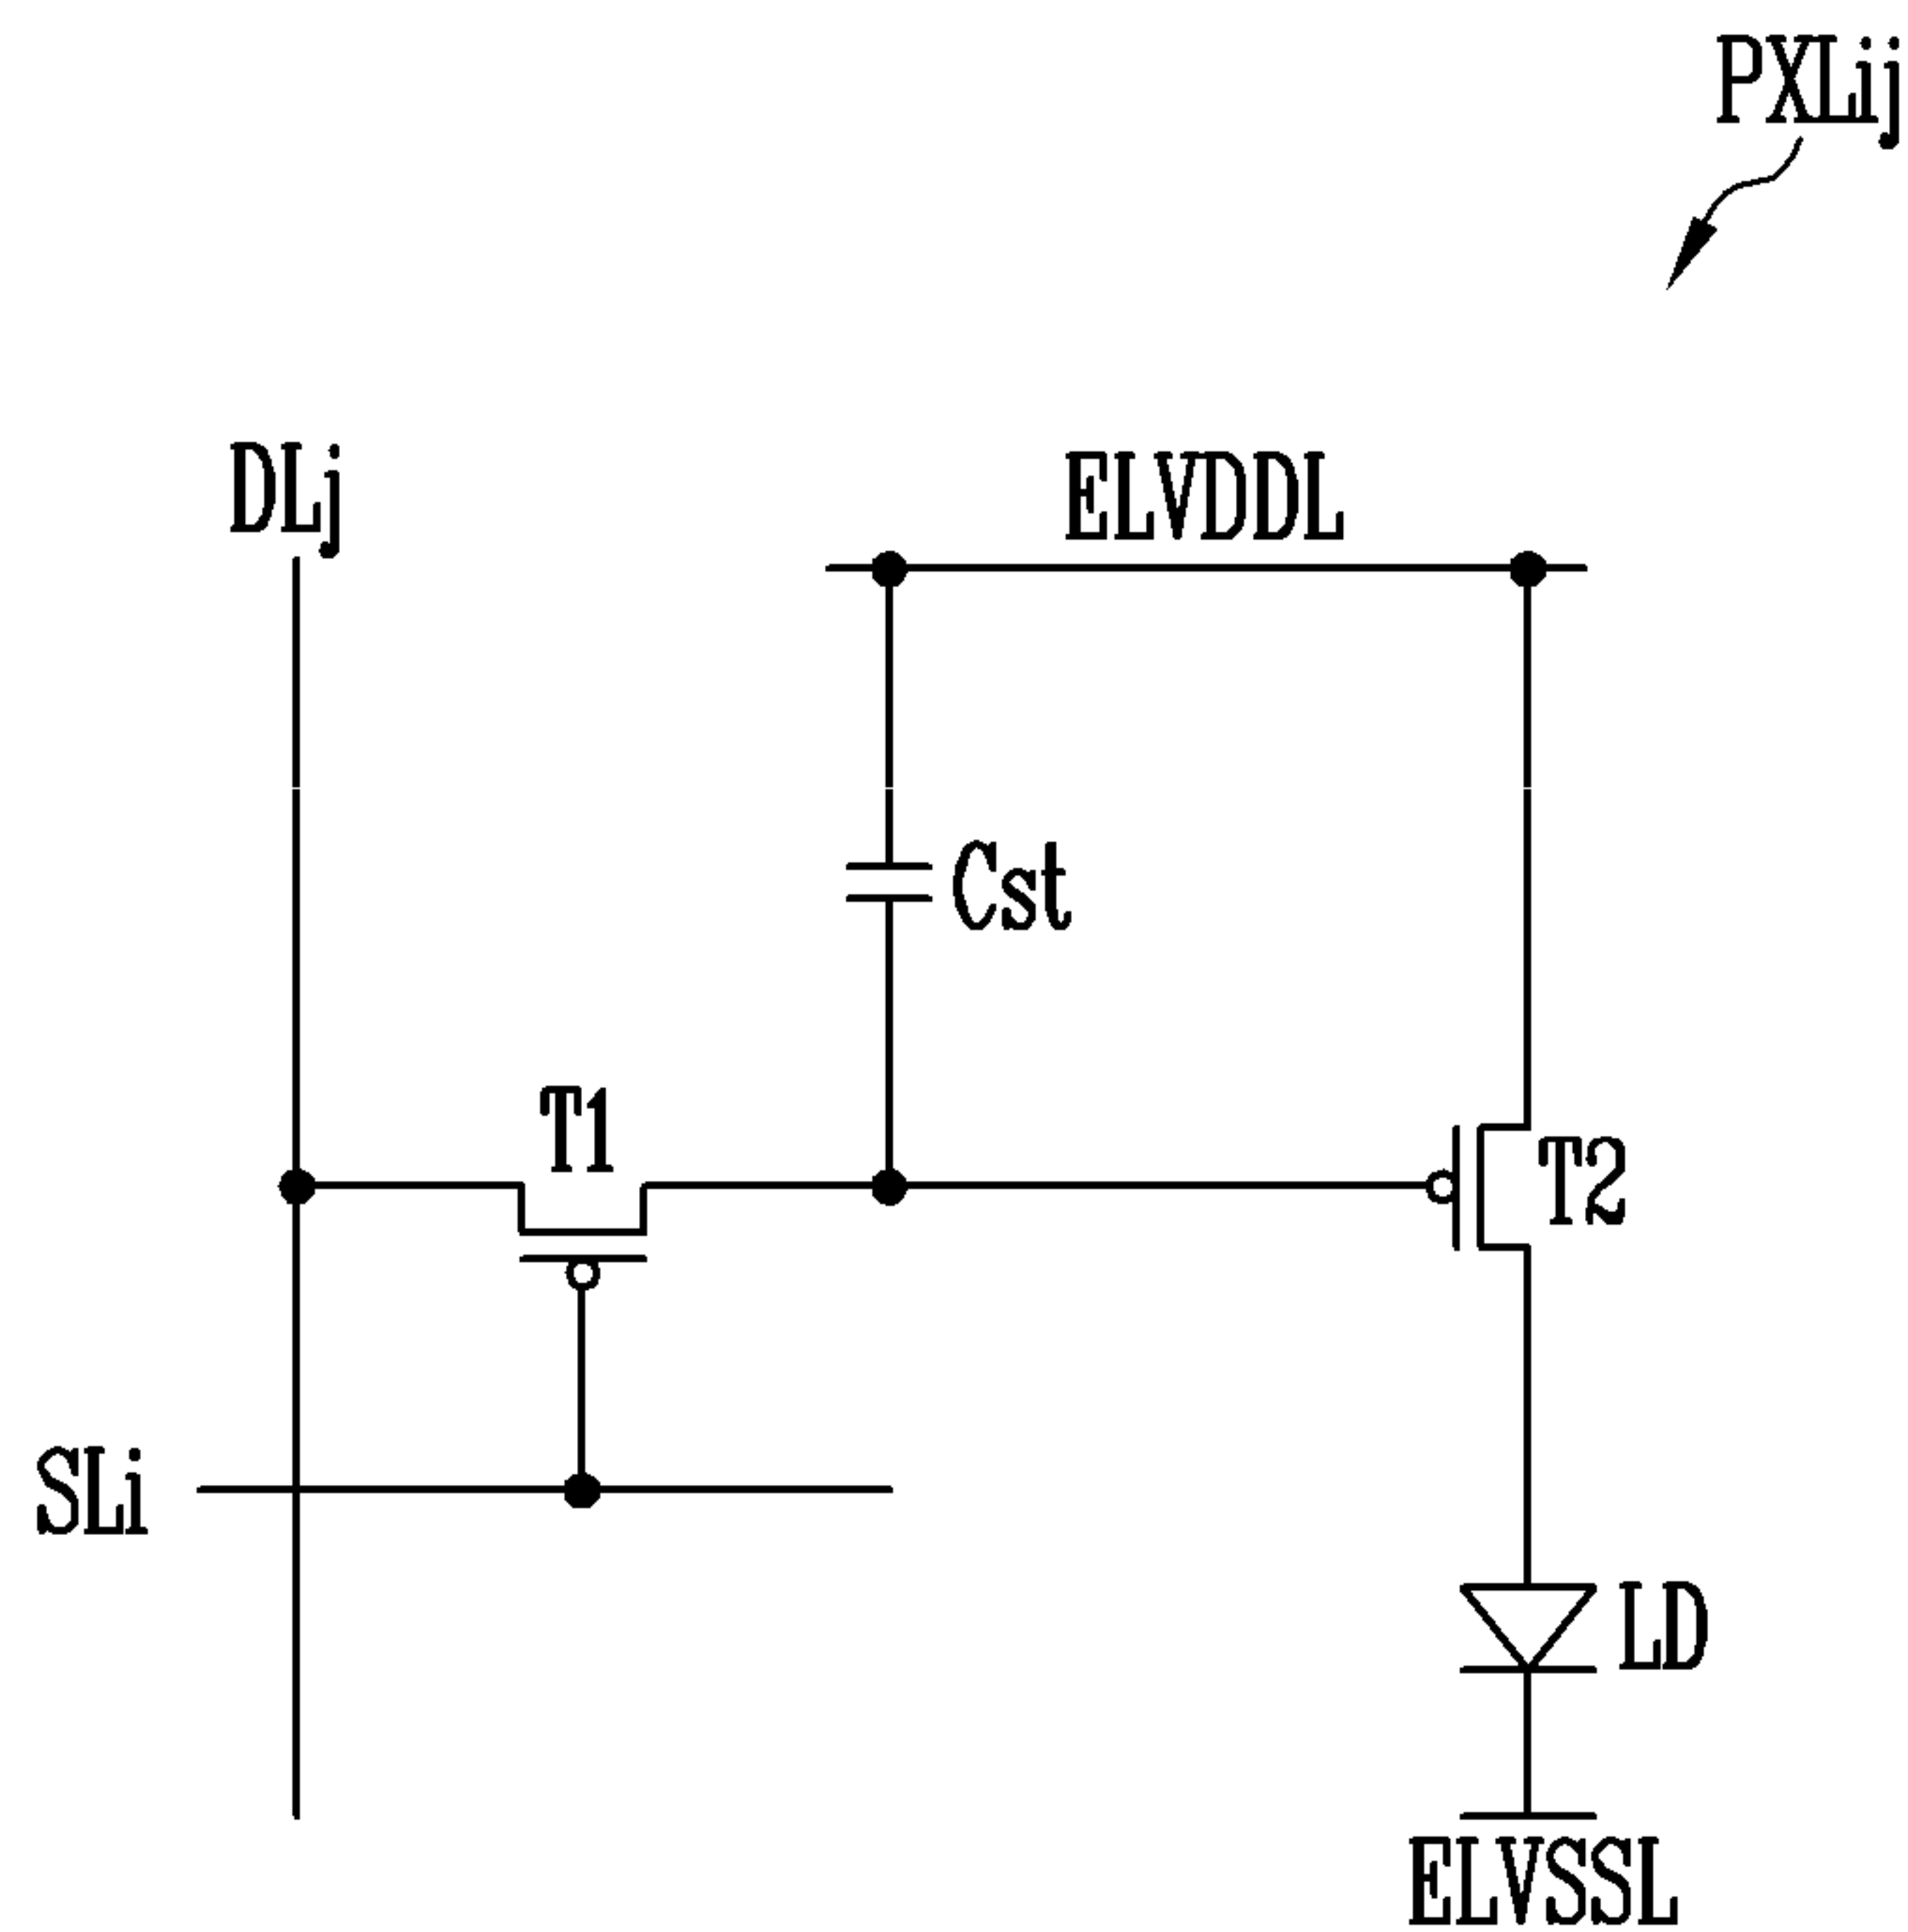 PXLij
DLj
ELVDDL
Cst
T1
T2
SLi
LD
ELVSSL